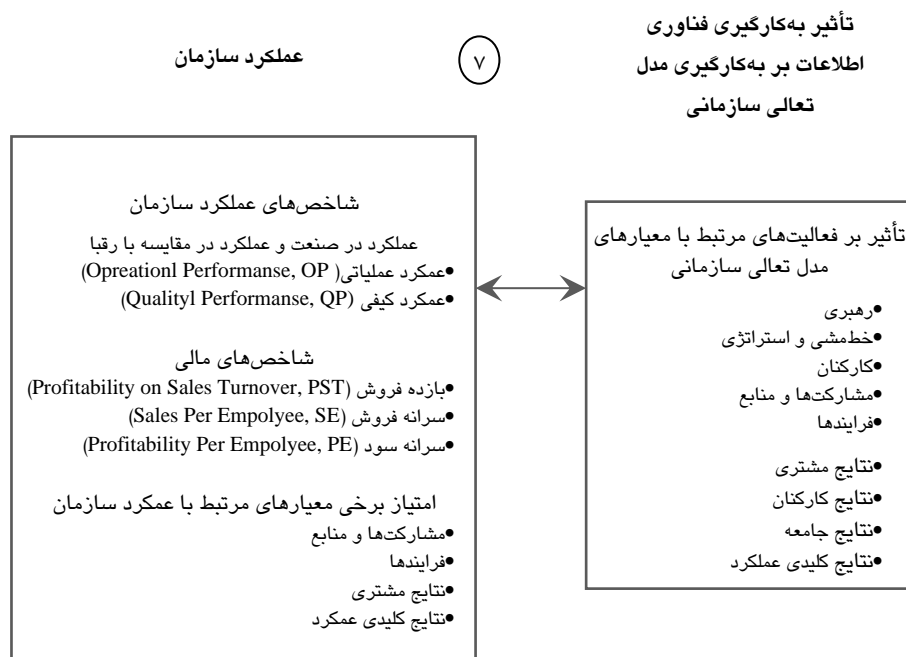 تأثیر به‌کارگیری فناوری
اطلاعات بر به‌کارگیری مدل
تعالی سازمانی
۷
عملکرد سازمان
تأثیر بر فعالیت‌های مرتبط با معیارهای
مدل تعالی سازمانی
•رهبری
•خط‌مشی و استراتژی
•کارکنان
•مشارکت‌ها و منابع
•فرایندها
•نتایج مشتری
•نتایج کارکنان
•نتایج جامعه
•نتایج کلیدی عملکرد
شاخص‌های عملکرد سازمان
عملکرد در صنعت و عملکرد در مقایسه با رقبا
•عمکرد عملیاتی( Opreationl Performanse, OP)
•عمکرد کیفی (Qualityl Performanse, QP)
شاخص‌های مالی
•بازده فروش (Profitability on Sales Turnover, PST)
•سرانه فروش (Sales Per Empolyee, SE)
•سرانه سود (Profitability Per Empolyee, PE)
امتیاز برخی معیارهای مرتبط با عمکرد سازمان
•مشارکت‌ها و منابع
•فرایندها
•نتایج مشتری
•نتایج کلیدی عمکرد